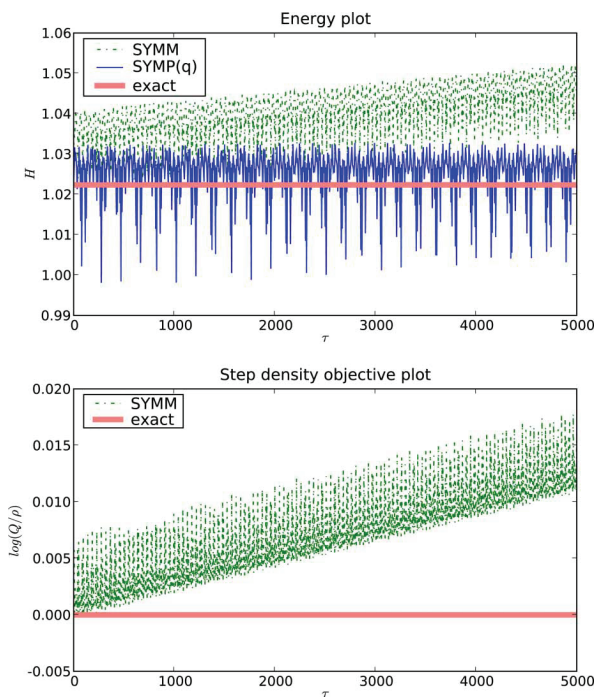 Energy plot
1.06
1.05
1.04
1.03
1.02
1.01
1.00
0.99
H
SYMM
SYMP(q)
exact
0 1000 2000 3000 4000 5000
τ
Step density objective plot
0.020
0.015
0.010
0.005
0.000
-0.005
log(Q/ρ)
SYMM
exact
0 1000 2000 3000 4000 5000
τ